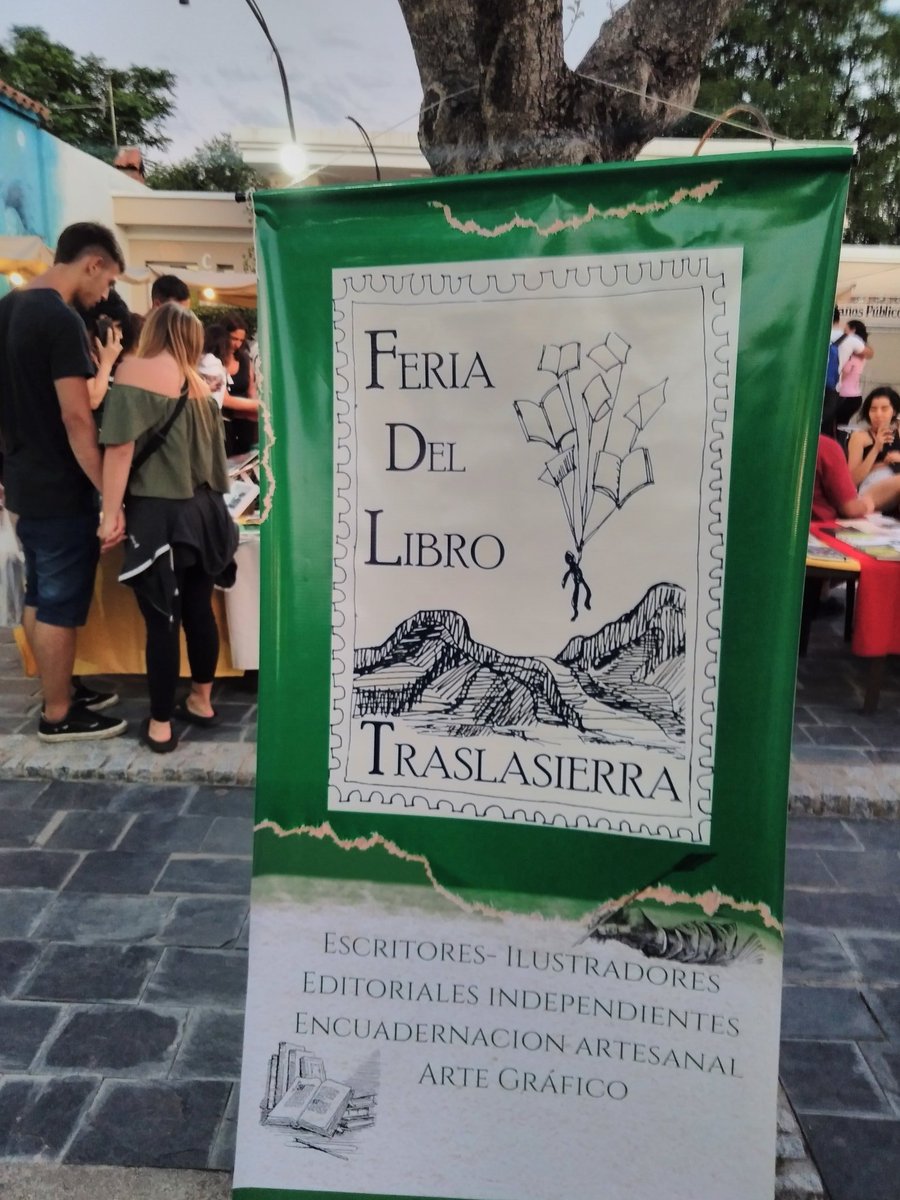 FERIA
DEL
LIBRO
TRASLASIERRA
ESCRITORES- ILUSTRADORES
EDITORIALES INDEPENDIENTES
ENCUADERNACION ARTESANAL
ARTE GRÁFICO